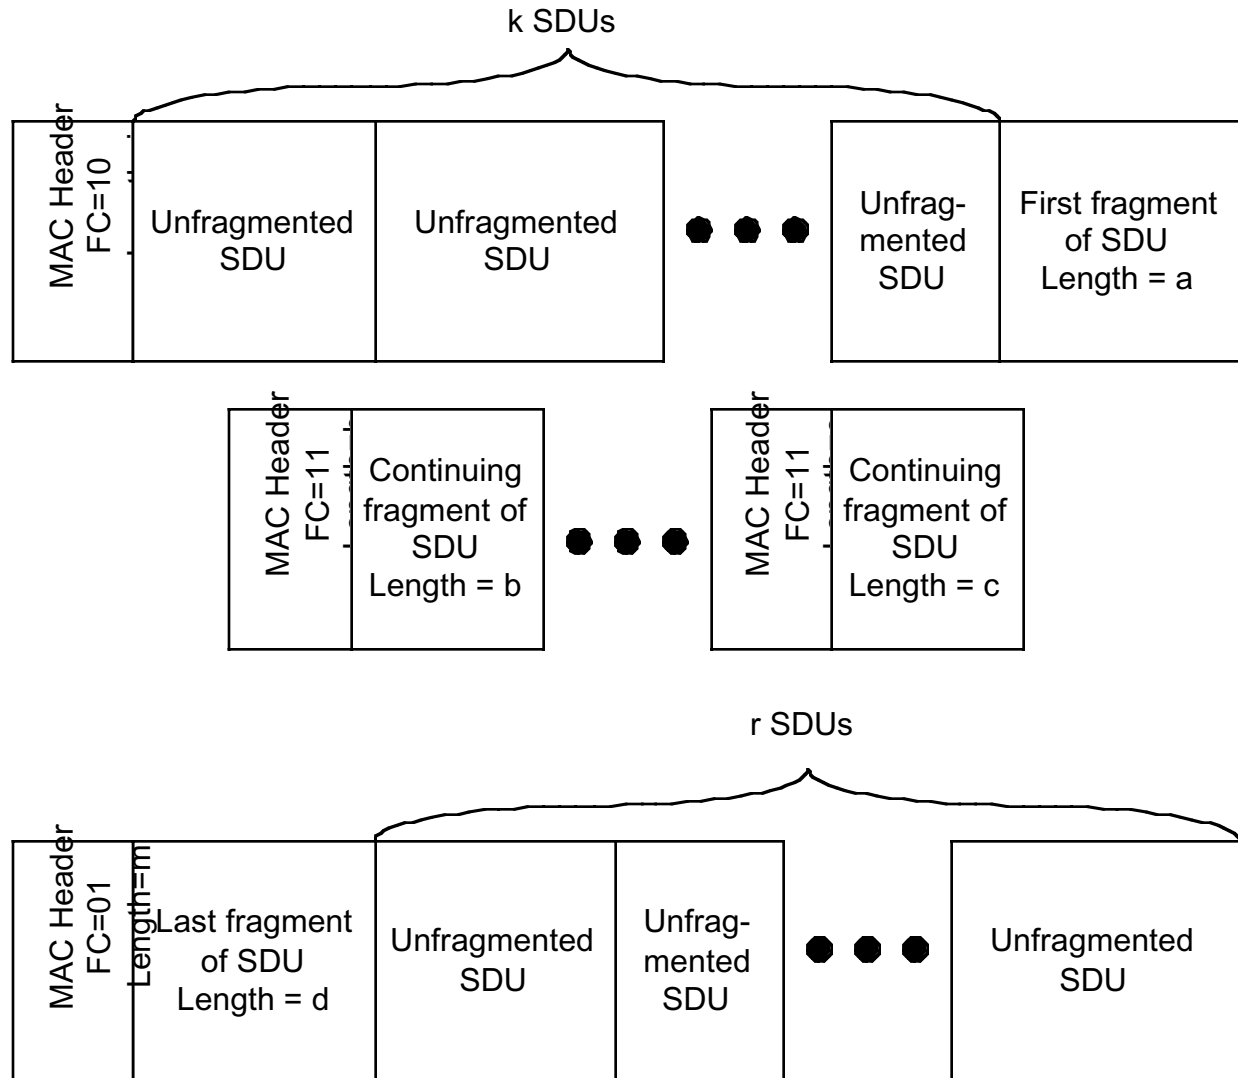 k SDUs
MAC Header
FC=10
Unfragmented
SDU
Unfragmented
SDU
Unfrag-
mented
SDU
First fragment
of SDU
Length = a
MAC Header
FC=11
Continuing
fragment of
SDU
Length = b
MAC Header
FC=11
Continuing
fragment of
SDU
Length = c
r SDUs
MAC Header
FC=01
Length=m
Last fragment
of SDU
Length = d
Unfragmented
SDU
Unfrag-
mented
SDU
Unfragmented
SDU